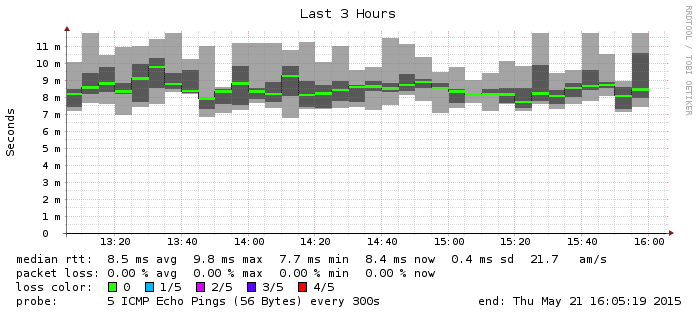 Last 3 Hours
RRDTOOL / TOBI OETIKER
Seconds
11 m
10 m
9 m
8 m
7 m
6 m
5 m
4 m
3 m
2 m
1 m
0
13:20 13:40 14:00 14:20 14:40 15:00 15:20 15:40 16:00
median rtt: 8.5 ms avg 9.8 ms max 7.7 ms min 8.4 ms now 0.4 ms sd 21.7 am/s
packet loss: 0.00 % avg 0.00 % max 0.00 % min 0.00 % now
loss color: 0 1/5 2/5 3/5 4/5
probe: 5 ICMP Echo Pings (56 Bytes) every 300s end: Thu May 21 16:05:19 2015